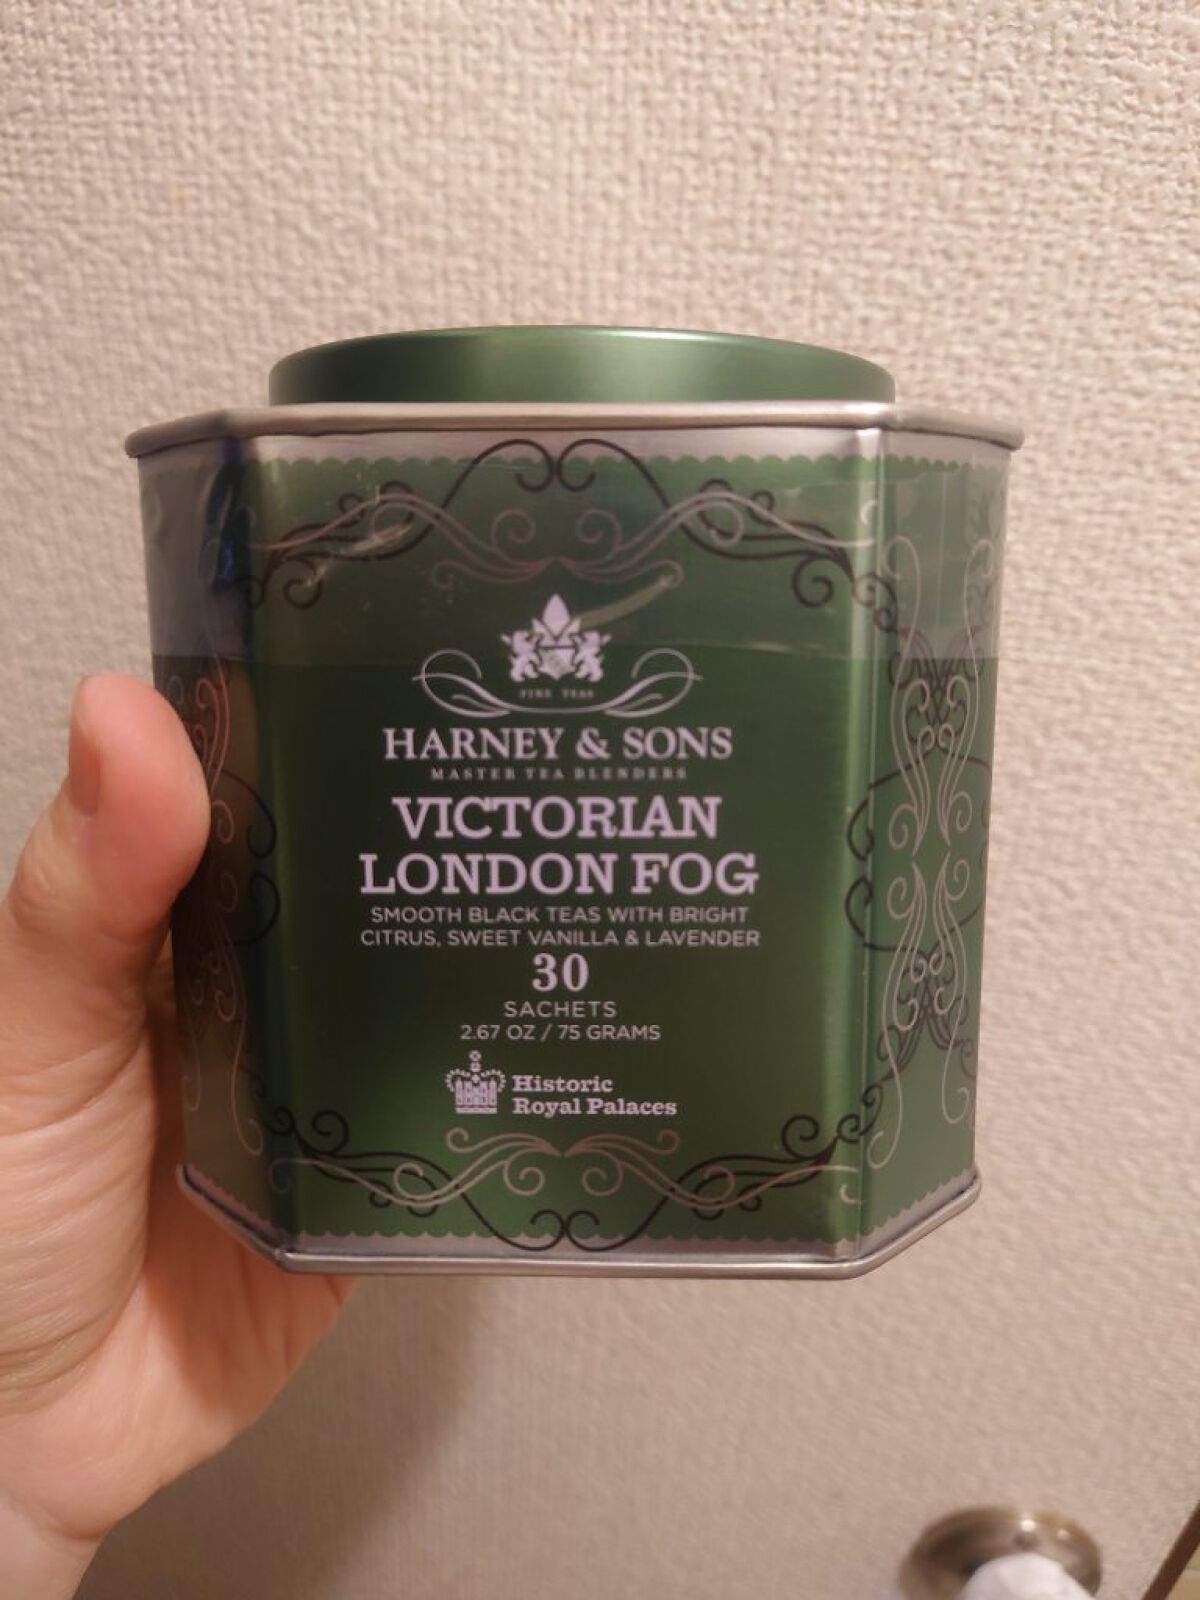 FINE TEAS
HARNEY & SONS
MASTER TEA BLENDERS
VICTORIAN
LONDON FOG
SMOOTH BLACK TEAS WITH BRIGHT
CITRUS, SWEET VANILLA & LAVENDER
30
SACHETS
2.67 OZ / 75 GRAMS
Historic
Royal Palaces